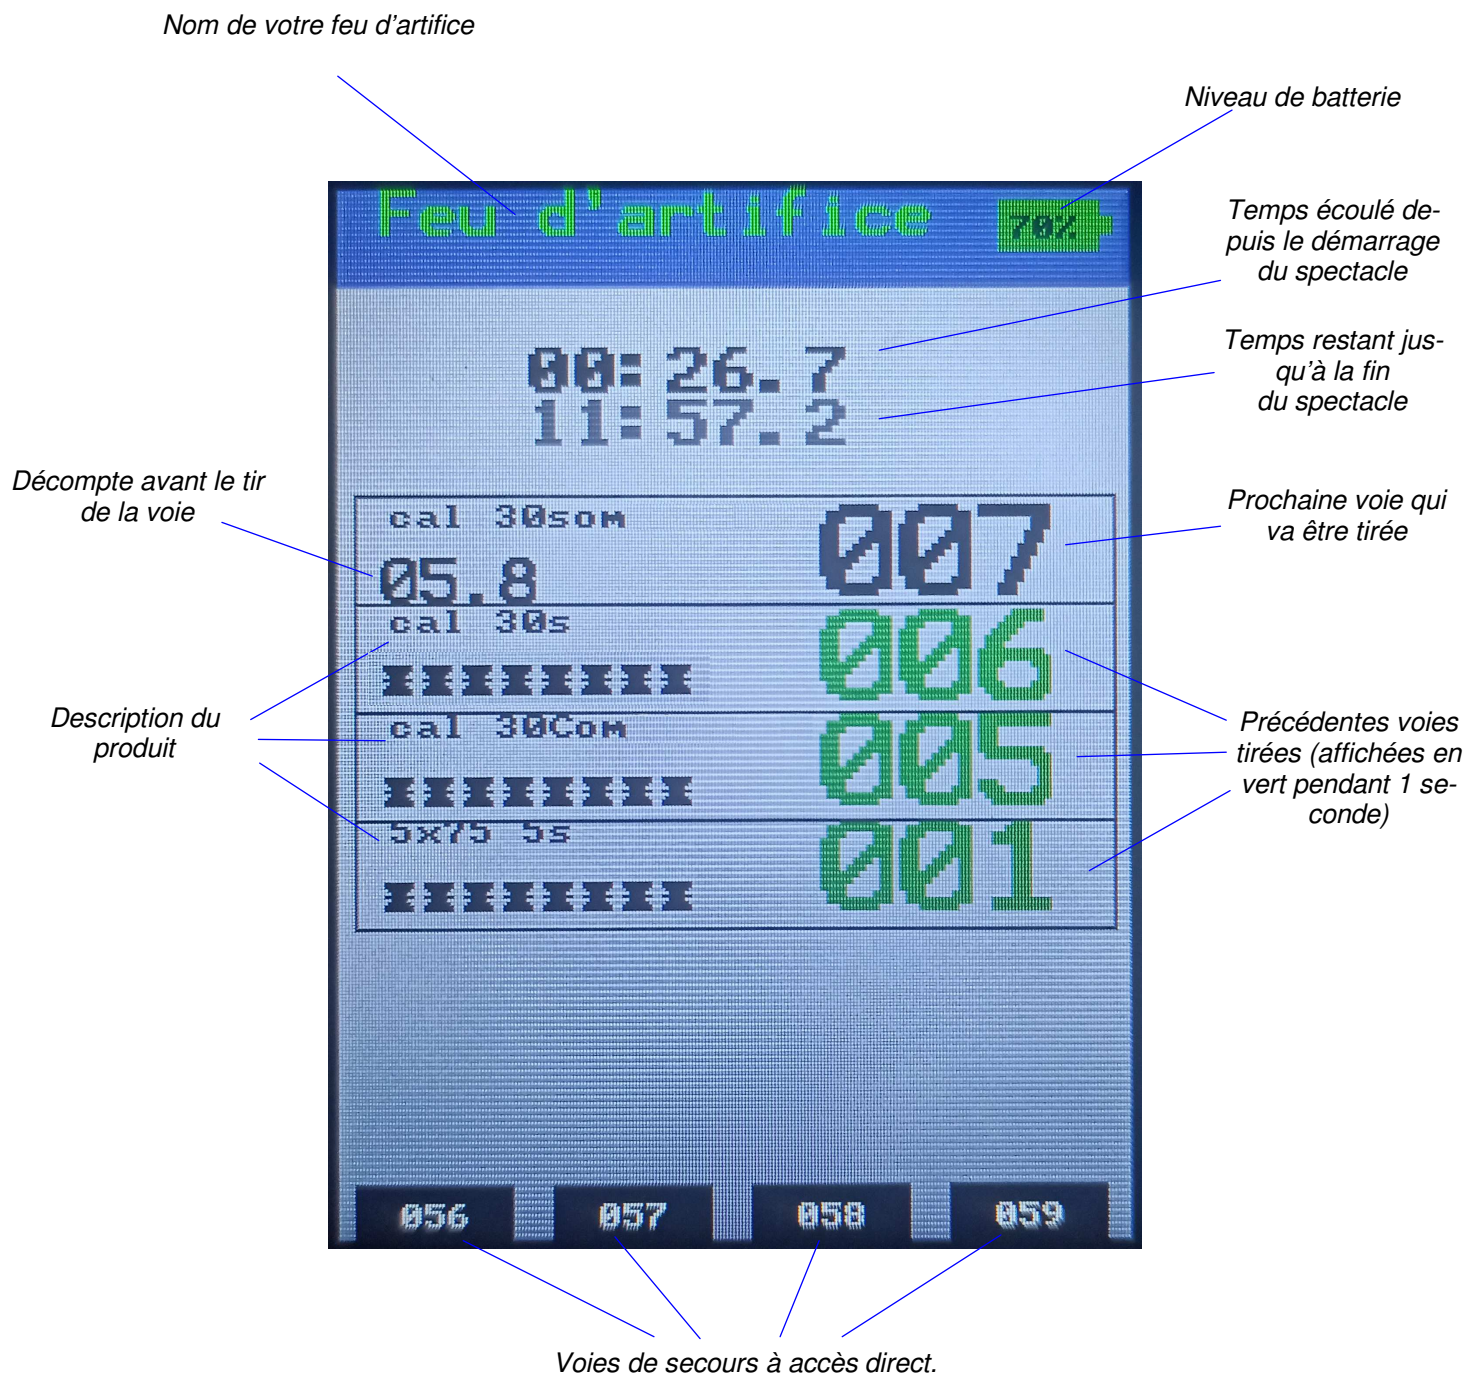 Nom de votre feu d'artifice
Niveau de batterie
Feu d'artifice
70%
Temps écoulé de-
puis le démarrage
du spectacle
00:26.7
Temps restant jus-
qu'à la fin
du spectacle
11:57.2
Décompte avant le tir
de la voie
cal 30som
007
05.8
Prochaine voie qui
va être tirée
cal 30s
006
Description du
produit
cal 30Com
005
Précédentes voies
tirées (affichées en
vert pendant 1 se-
conde)
5x75 5s
001
056
057
058
059
Voies de secours à accès direct.